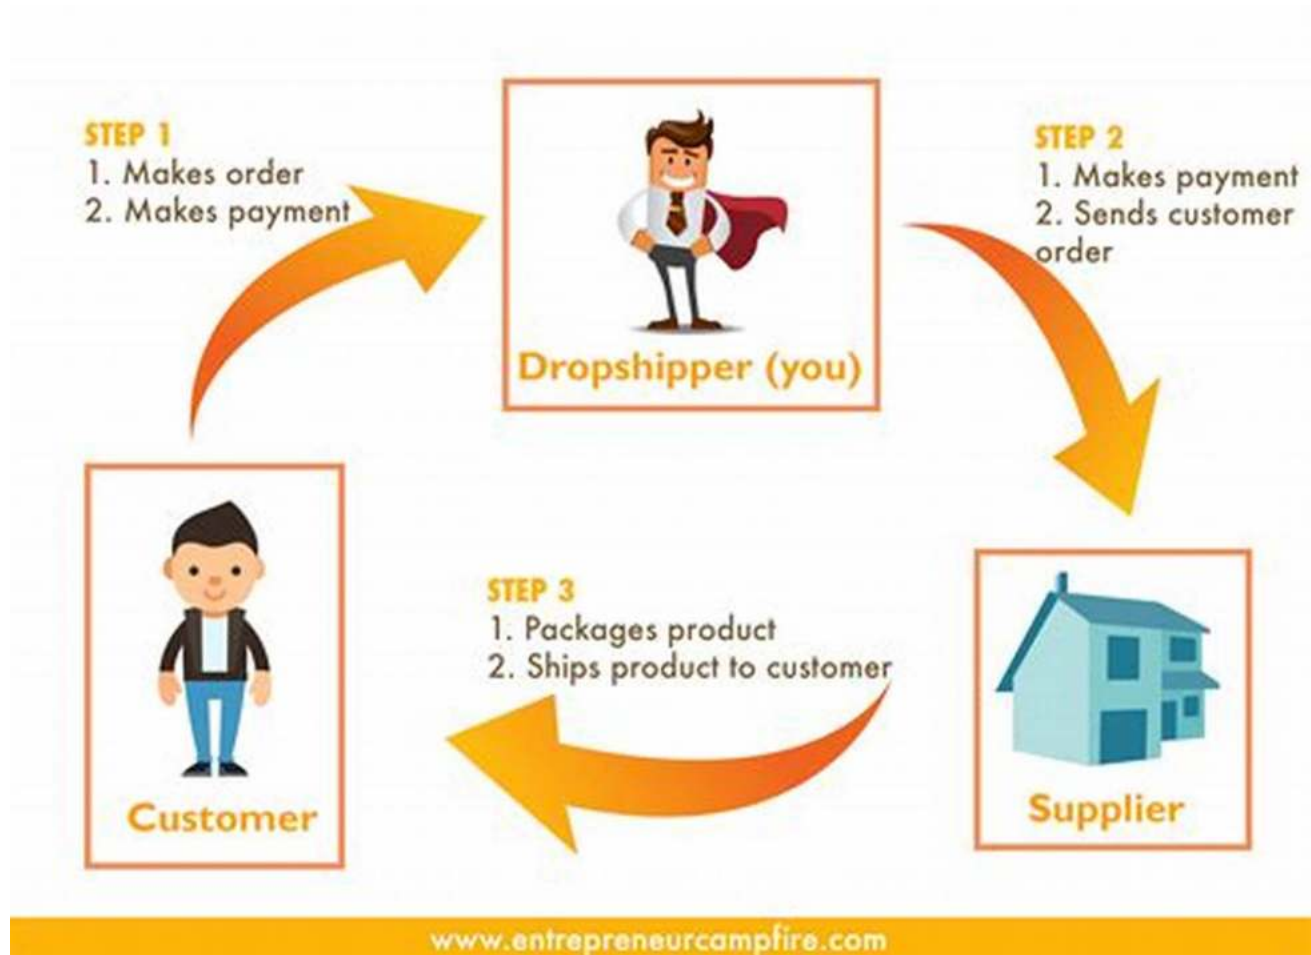 STEP 1
1. Makes order
2. Makes payment
Dropshipper (you)
STEP 2
1. Makes payment
2. Sends customer
order
Customer
STEP 3
1. Packages product
2. Ships product to customer
Supplier
www.entrepreneurcampfire.com